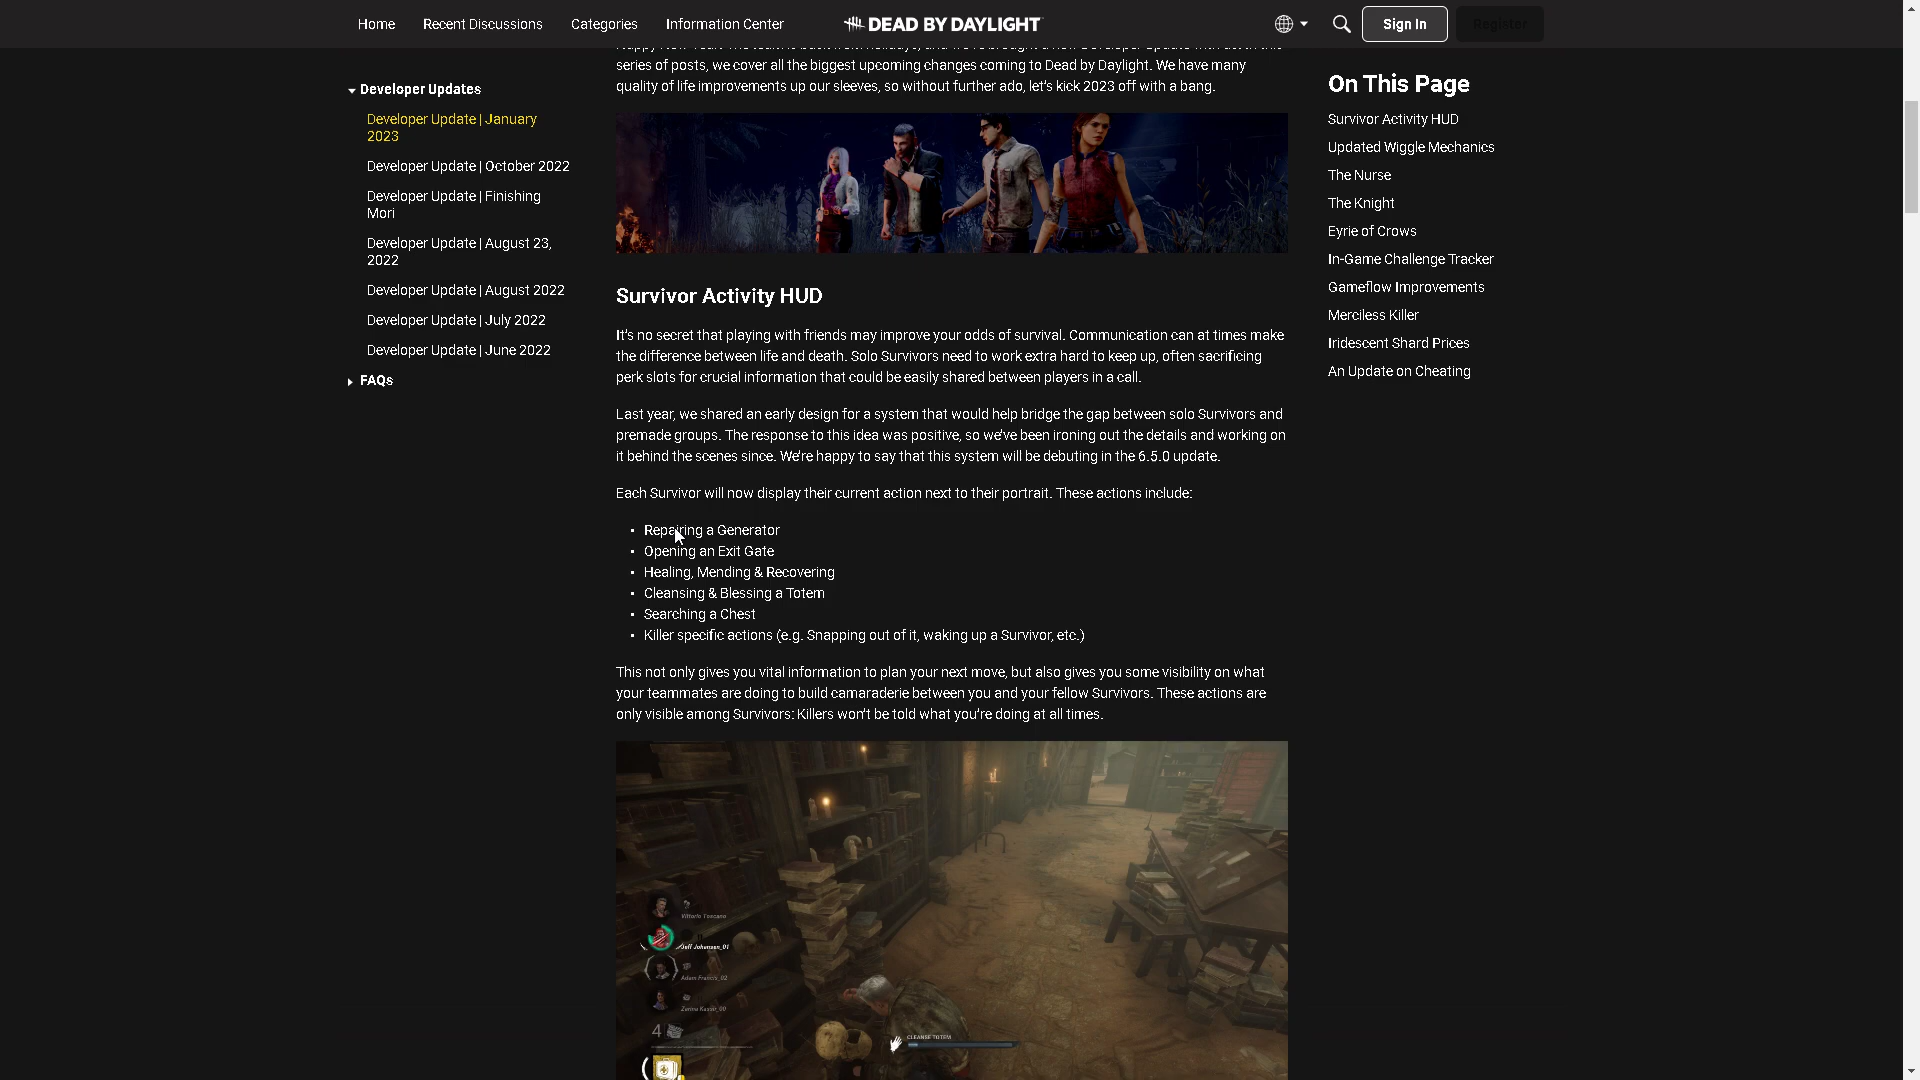 Home Recent Discussions Categories Information Center DEAD BY DAYLIGHT Sign In Register
Developer Updates
Developer Update | January
2023
Developer Update | October 2022
Developer Update | Finishing
Mori
Developer Update | August 23,
2022
Developer Update | August 2022
Developer Update | July 2022
Developer Update | June 2022
FAQs
series of posts, we cover all the biggest upcoming changes coming to Dead by Daylight. We have many
quality of life improvements up our sleeves, so without further ado, let's kick 2023 off with a bang.
Survivor Activity HUD
It's no secret that playing with friends may improve your odds of survival. Communication can at times make
the difference between life and death. Solo Survivors need to work extra hard to keep up, often sacrificing
perk slots for crucial information that could be easily shared between players in a call.
Last year, we shared an early design for a system that would help bridge the gap between solo Survivors and
premade groups. The response to this idea was positive, so we've been ironing out the details and working on
it behind the scenes since. We're happy to say that this system will be debuting in the 6.5.0 update.
Each Survivor will now display their current action next to their portrait. These actions include:
• Repairing a Generator
• Opening an Exit Gate
• Healing, Mending & Recovering
• Cleansing & Blessing a Totem
• Searching a Chest
• Killer specific actions (e.g. Snapping out of it, waking up a Survivor, etc.)
This not only gives you vital information to plan your next move, but also gives you some visibility on what
your teammates are doing to build camaraderie between you and your fellow Survivors. These actions are
only visible among Survivors: Killers won't be told what you're doing at all times.
Vittorio Toscano
Jeff Johansen_01
Adam Francis_02
Zarina Kassir_00
4
CLEANSE TOTEM
On This Page
Survivor Activity HUD
Updated Wiggle Mechanics
The Nurse
The Knight
Eyrie of Crows
In-Game Challenge Tracker
Gameflow Improvements
Merciless Killer
Iridescent Shard Prices
An Update on Cheating